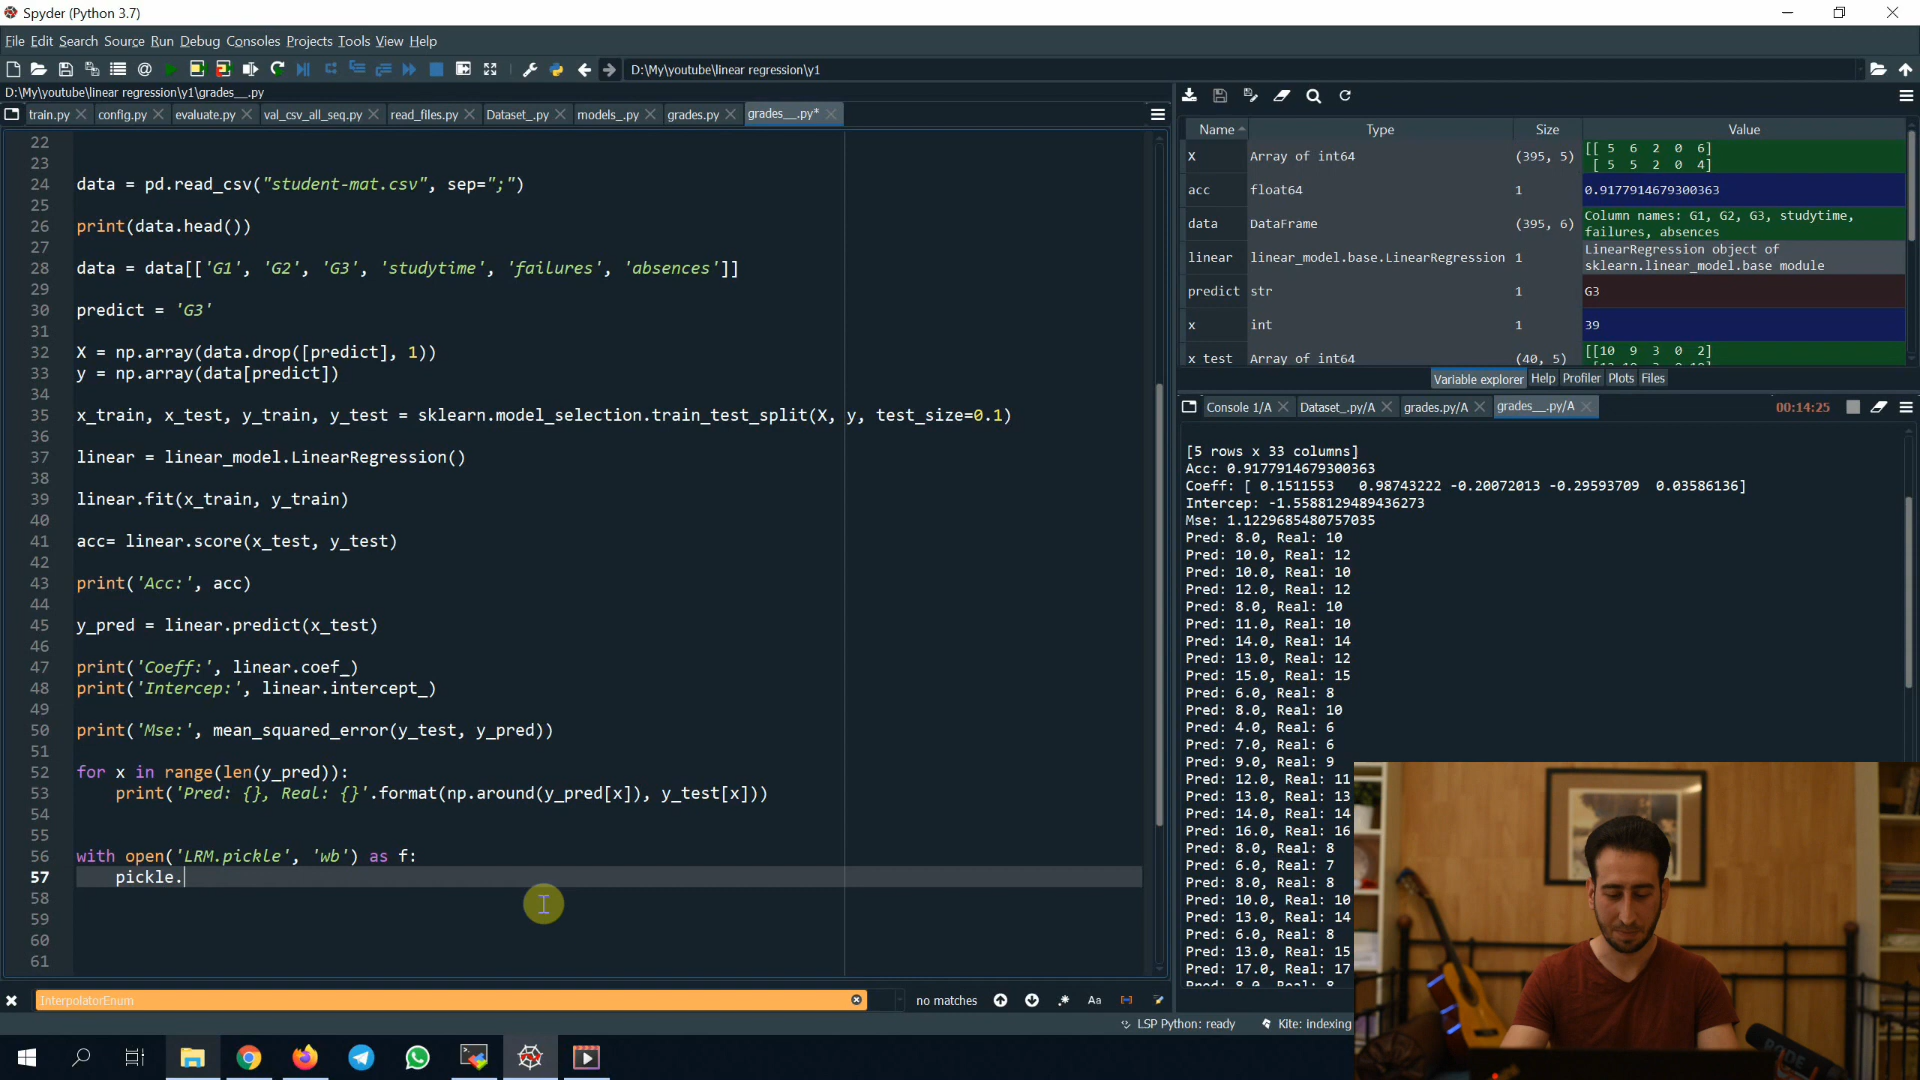 Spyder (Python 3.7)
File Edit Search Source Run Debug Consoles Projects Tools View Help
D:\My\youtube\linear regression\y1
D:\My\youtube\linear regression\y1\grades__.py
train.py config.py evaluate.py val_csv_all_seq.py read_files.py Dataset_.py models_.py grades.py grades__.py*
22
23
24 data = pd.read_csv("student-mat.csv", sep=";")
25
26 print(data.head())
27
28 data = data[['G1', 'G2', 'G3', 'studytime', 'failures', 'absences']]
29
30 predict = 'G3'
31
32 X = np.array(data.drop([predict], 1))
33 y = np.array(data[predict])
34
35 x_train, x_test, y_train, y_test = sklearn.model_selection.train_test_split(X, y, test_size=0.1)
36
37 linear = linear_model.LinearRegression()
38
39 linear.fit(x_train, y_train)
40
41 acc= linear.score(x_test, y_test)
42
43 print('Acc:', acc)
44
45 y_pred = linear.predict(x_test)
46
47 print('Coeff:', linear.coef_)
48 print('Intercep:', linear.intercept_)
49
50 print('Mse:', mean_squared_error(y_test, y_pred))
51
52 for x in range(len(y_pred)):
53 print('Pred: {}, Real: {}'.format(np.around(y_pred[x]), y_test[x]))
54
55
56 with open('LRM.pickle', 'wb') as f:
57 pickle.
58
59
60
61
InterpolatorEnum
no matches
Aa
LSP Python: ready Kite: indexing
Name Type Size Value
X Array of int64 (395, 5) [[ 5 6 2 0 6]
[ 5 5 2 0 4]
acc float64 1 0.9177914679300363
data DataFrame (395, 6) Column names: G1, G2, G3, studytime,
failures, absences
linear linear_model.base.LinearRegression 1 LinearRegression object of
sklearn.linear_model.base module
predict str 1 G3
x int 1 39
x_test Array of int64 (40, 5) [[10 9 3 0 2]
Variable explorer Help Profiler Plots Files
Console 1/A Dataset_.py/A grades.py/A grades__.py/A 00:14:25
[5 rows x 33 columns]
Acc: 0.9177914679300363
Coeff: [ 0.1511553 0.98743222 -0.20072013 -0.29593709 0.03586136]
Intercep: -1.5588129489436273
Mse: 1.1229685480757035
Pred: 8.0, Real: 10
Pred: 10.0, Real: 12
Pred: 10.0, Real: 10
Pred: 12.0, Real: 12
Pred: 8.0, Real: 10
Pred: 11.0, Real: 10
Pred: 14.0, Real: 14
Pred: 13.0, Real: 12
Pred: 15.0, Real: 15
Pred: 6.0, Real: 8
Pred: 8.0, Real: 10
Pred: 4.0, Real: 6
Pred: 7.0, Real: 6
Pred: 9.0, Real: 9
Pred: 12.0, Real: 11
Pred: 13.0, Real: 13
Pred: 14.0, Real: 14
Pred: 16.0, Real: 16
Pred: 8.0, Real: 8
Pred: 6.0, Real: 7
Pred: 8.0, Real: 8
Pred: 10.0, Real: 10
Pred: 13.0, Real: 14
Pred: 6.0, Real: 8
Pred: 13.0, Real: 15
Pred: 17.0, Real: 17
Pred: 8.0, Real: 8
RODE